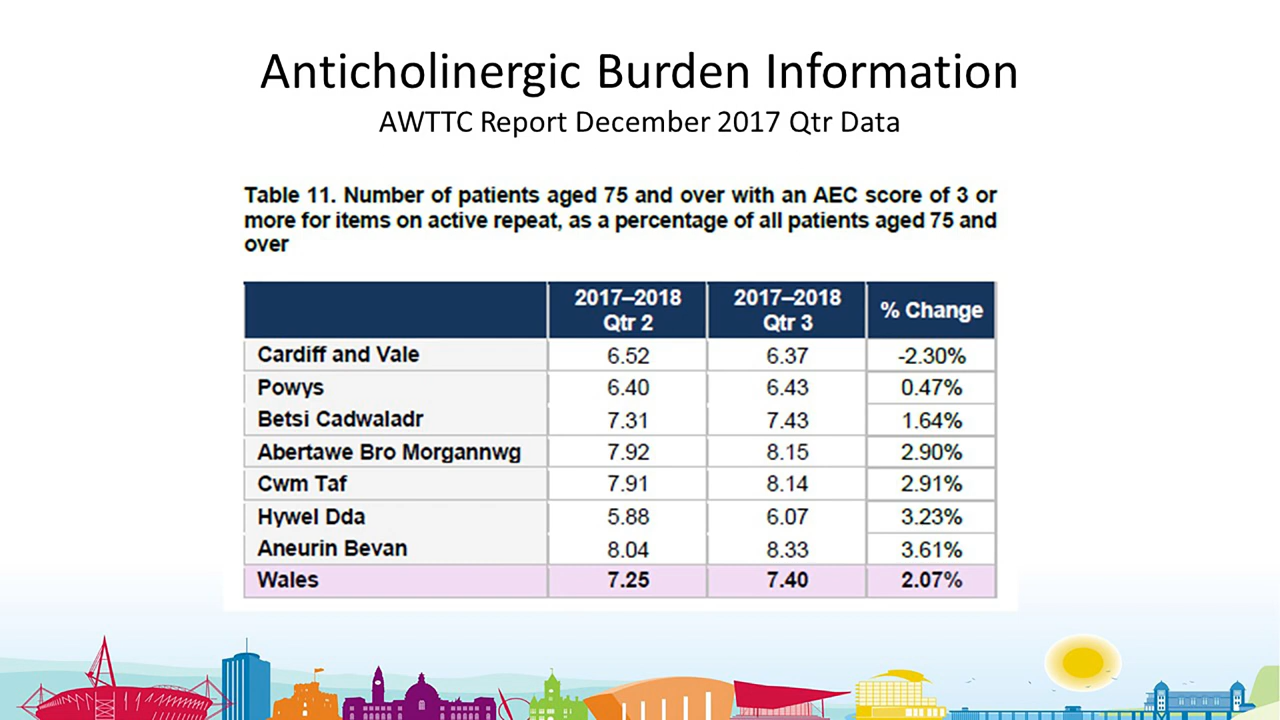 Anticholinergic Burden Information
AWTTC Report December 2017 Qtr Data
Table 11. Number of patients aged 75 and over with an AEC score of 3 or
more for items on active repeat, as a percentage of all patients aged 75 and
over
2017–2018 Qtr 2 2017–2018 Qtr 3 % Change
Cardiff and Vale 6.52 6.37 -2.30%
Powys 6.40 6.43 0.47%
Betsi Cadwaladr 7.31 7.43 1.64%
Abertawe Bro Morgannwg 7.92 8.15 2.90%
Cwm Taf 7.91 8.14 2.91%
Hywel Dda 5.88 6.07 3.23%
Aneurin Bevan 8.04 8.33 3.61%
Wales 7.25 7.40 2.07%